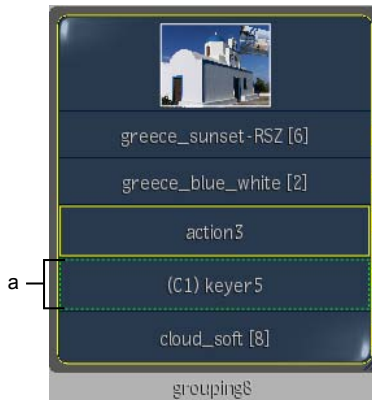 greece_sunset-RSZ [6]
greece_blue_white [2]
action3
a
(C1) keyer5
cloud_soft [8]
grouping8